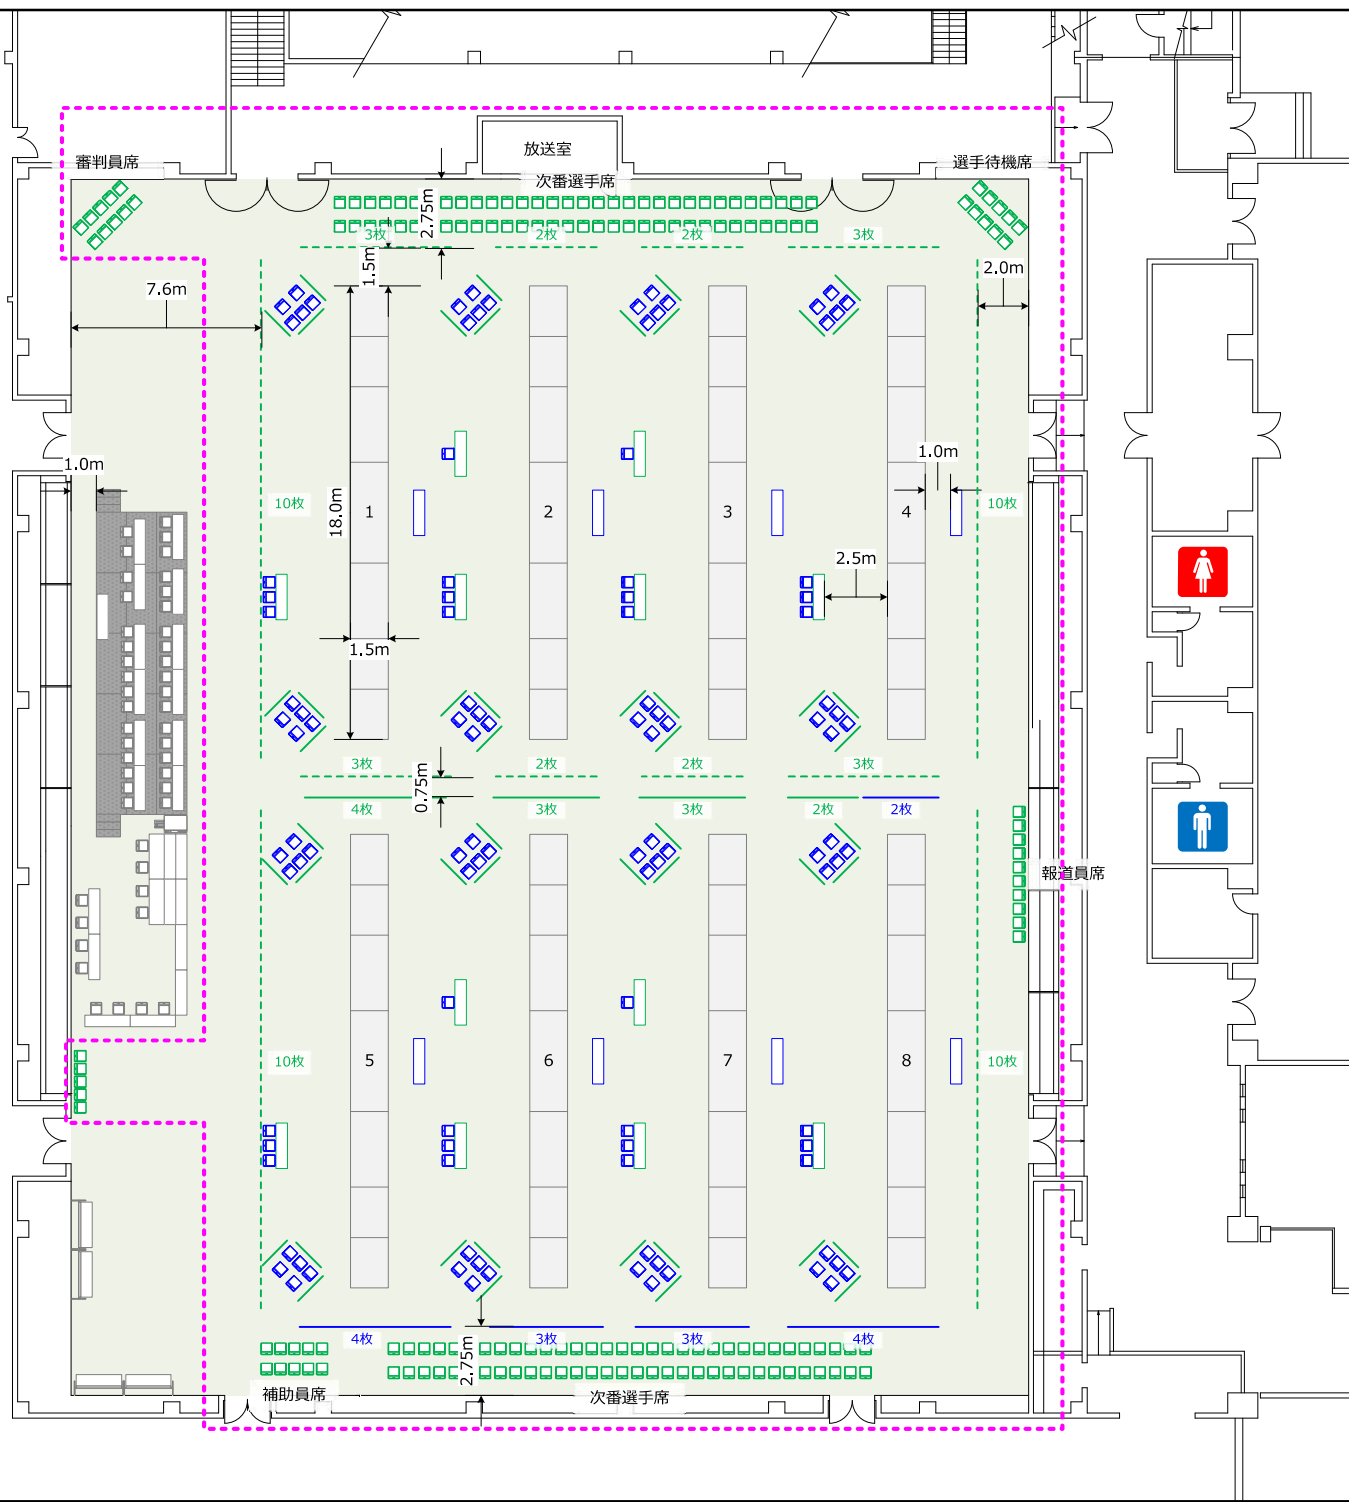 放送室
審判員席
選手待機席
次番選手席
2.75m
3枚
2枚
2枚
3枚
1.5m
2.0m
7.6m
1.0m
1.0m
18.0m
10枚
1
2
3
4
10枚
2.5m
1.5m
3枚
2枚
2枚
3枚
0.75m
4枚
3枚
3枚
2枚
2枚
報道員席
10枚
5
6
7
8
10枚
4枚
3枚
3枚
4枚
2.75m
補助員席
次番選手席